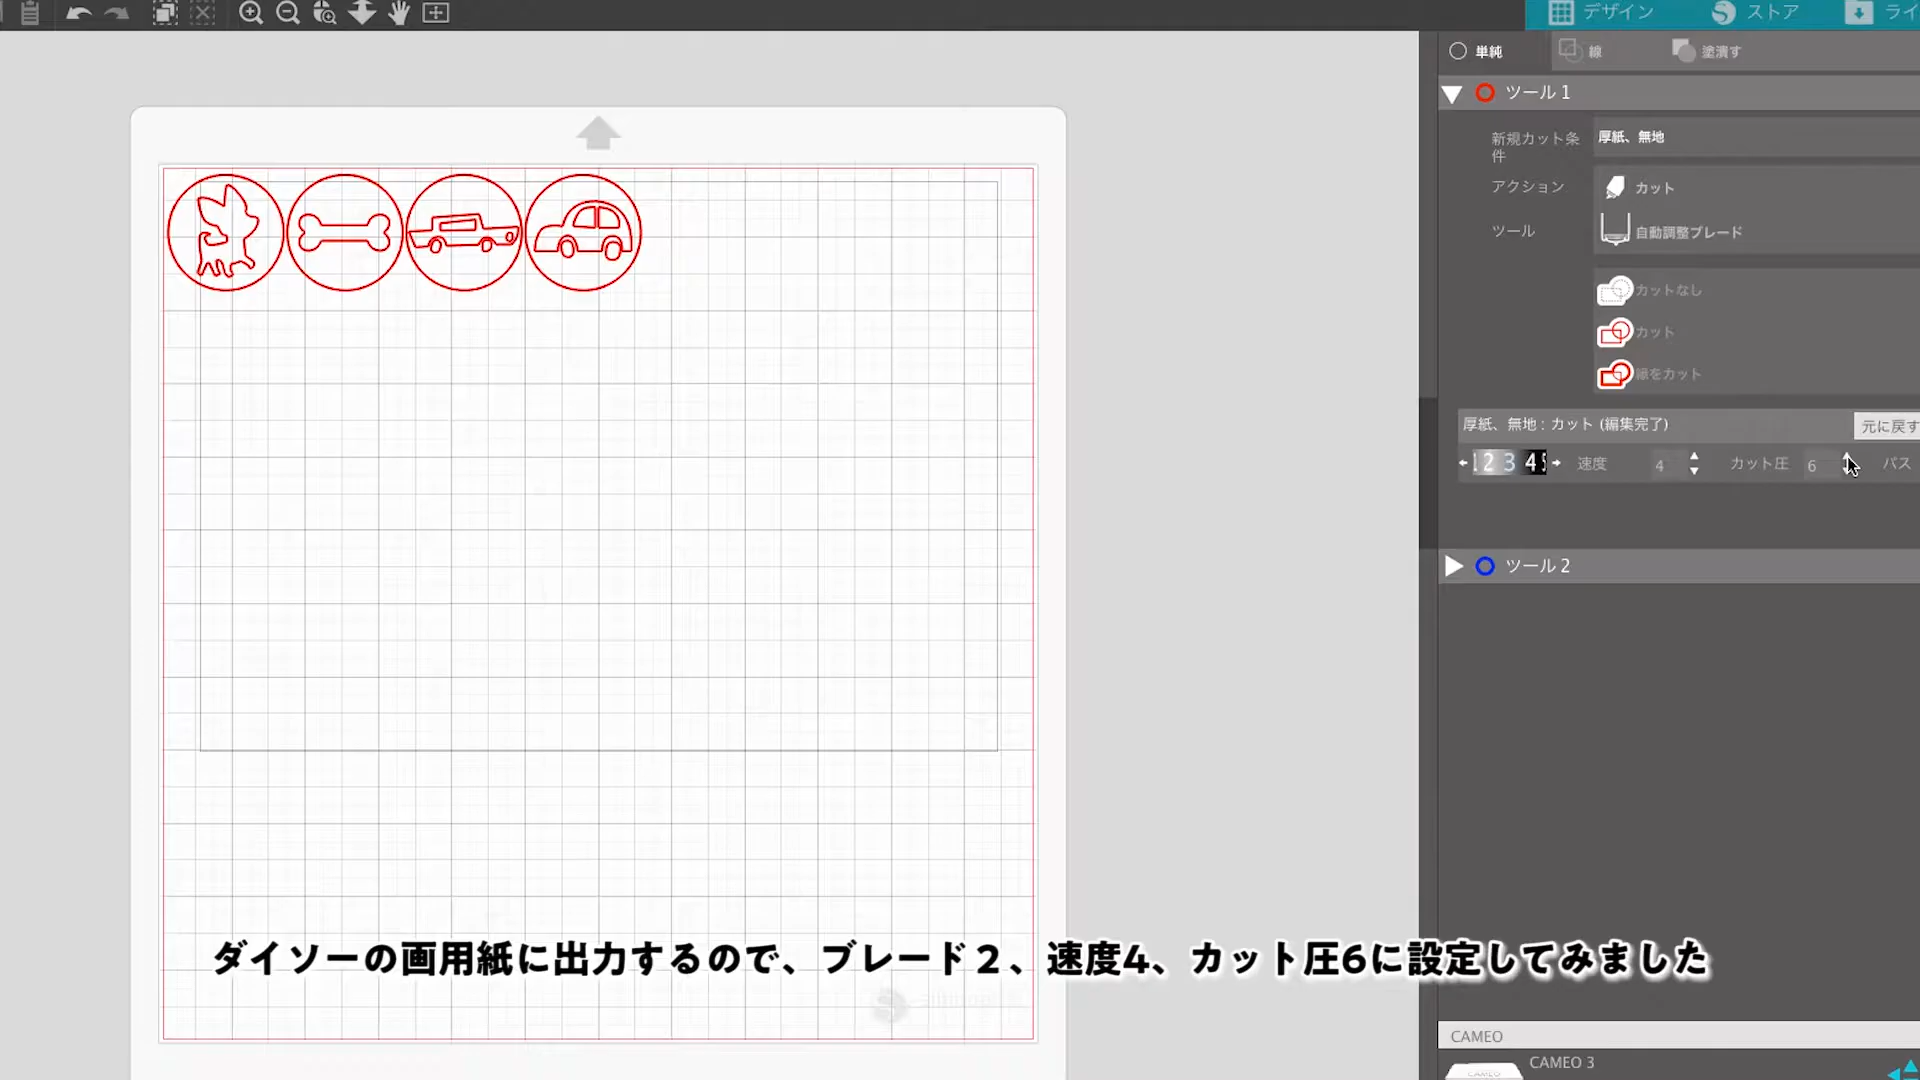 デザイン
ストア
ライ
単純
線
塗潰す
ツール 1
新規カット条
件
厚紙、無地
アクション
カット
ツール
自動調整ブレード
カットなし
カット
縁をカット
厚紙、無地 : カット (編集完了)
元に戻す
1 2 3 4 5
速度
4
カット圧
6
パス
ツール 2
ダイソーの画用紙に出力するので、ブレード2、速度4、カット圧6に設定してみました
CAMEO
CAMEO 3